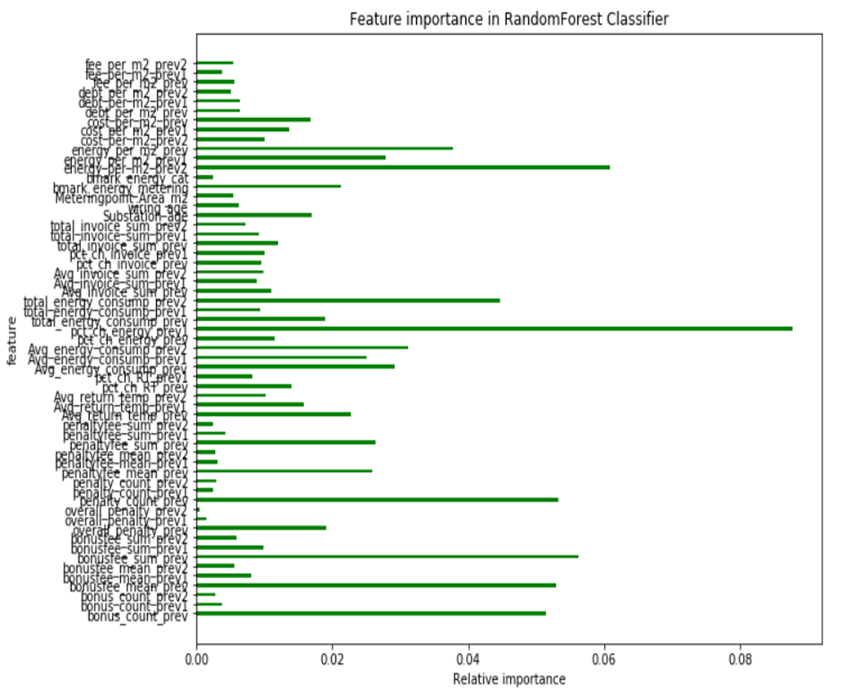 Feature importance in RandomForest Classifier
fee_per_m2_prev2
fee_per_m2_prev1
fee_per_m2_prev
debt_per_m2_prev2
debt_per_m2_prev1
debt_per_m2_prev
cost_per_m2_prev
cost_per_m2_prev1
cost_per_m2_prev2
energy_per_m2_prev
energy_per_m2_prev1
energy_per_m2_prev2
bmark_energy_cat
bmark_energy_metering
Meteringpoint_Area_m2
wiring_age
Substation_age
total_invoice_sum_prev2
total_invoice_sum_prev1
total_invoice_sum_prev
pct_ch_invoice_prev1
pct_ch_invoice_prev
Avg_invoice_sum_prev2
Avg_invoice_sum_prev1
Avg_invoice_sum_prev
total_energy_consump_prev2
total_energy_consump_prev1
total_energy_consump_prev
pct_ch_energy_prev1
pct_ch_energy_prev
Avg_energy_consump_prev2
Avg_energy_consump_prev1
Avg_energy_consump_prev
pct_ch_RT_prev1
pct_ch_RT_prev
Avg_return_temp_prev2
Avg_return_temp_prev1
Avg_return_temp_prev
penaltyfee_sum_prev2
penaltyfee_sum_prev1
penaltyfee_sum_prev
penaltyfee_mean_prev2
penaltyfee_mean_prev1
penaltyfee_mean_prev
penalty_count_prev2
penalty_count_prev1
penalty_count_prev
overall_penalty_prev2
overall_penalty_prev1
overall_penalty_prev
bonusfee_sum_prev2
bonusfee_sum_prev1
bonusfee_sum_prev
bonusfee_mean_prev2
bonusfee_mean_prev1
bonusfee_mean_prev
bonus_count_prev2
bonus_count_prev1
bonus_count_prev
feature
0.00 0.02 0.04 0.06 0.08
Relative importance